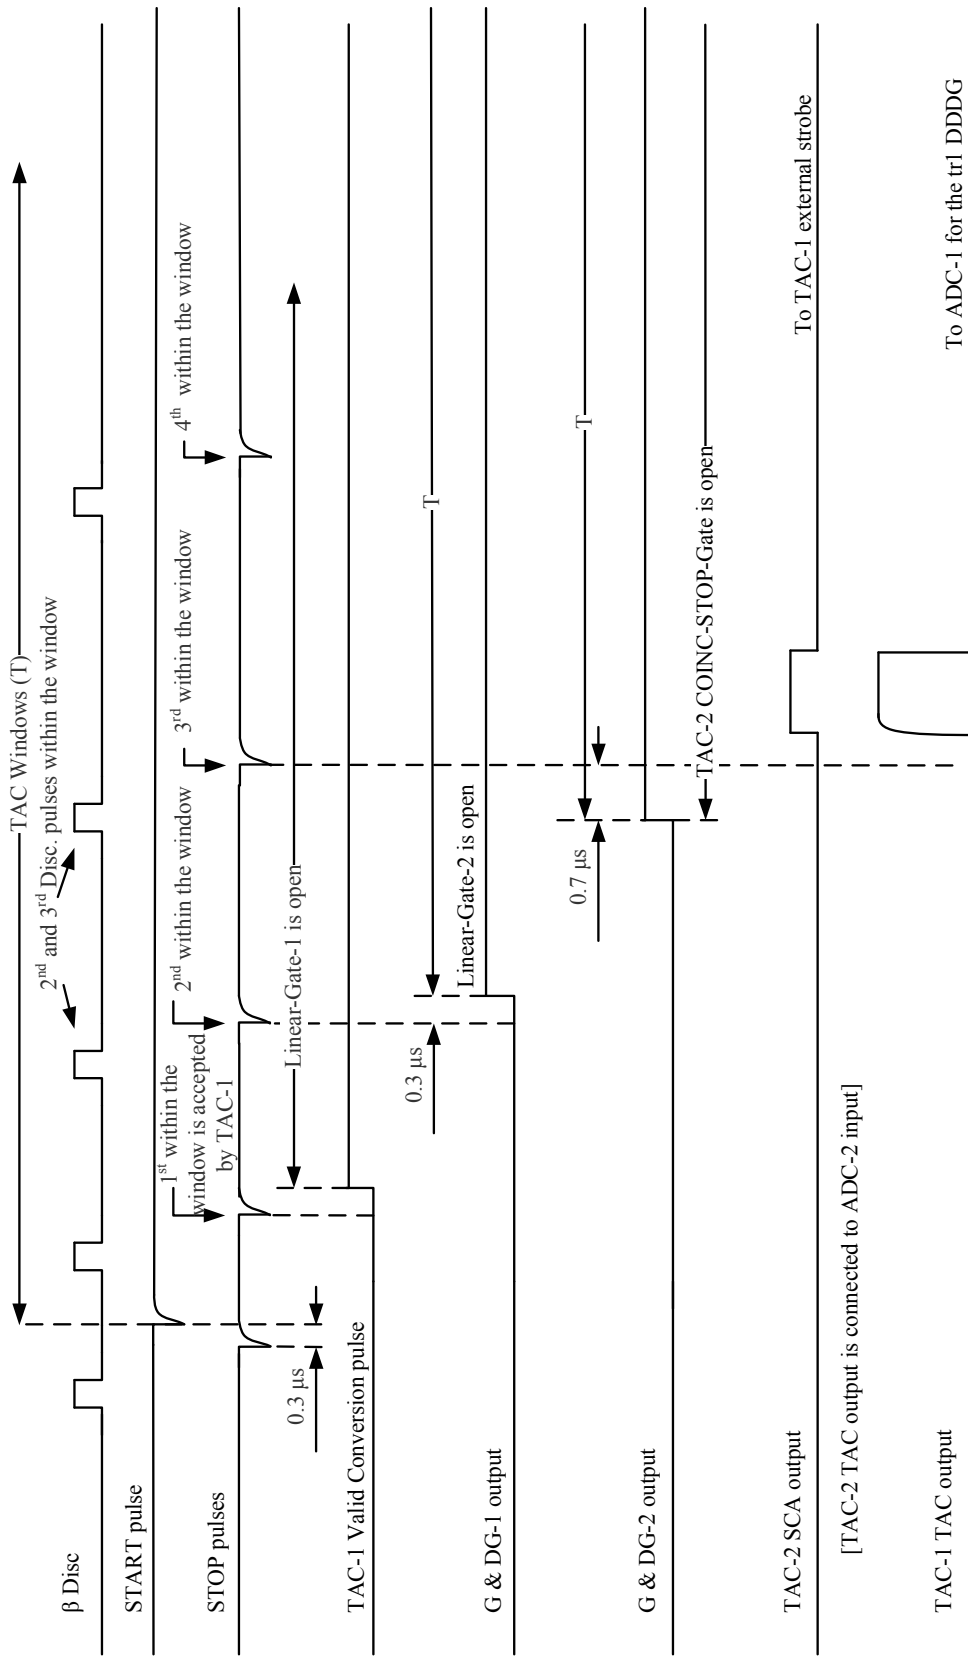 TAC Windows (T)
2nd and 3rd Disc. pulses within the window
β Disc
START pulse
1st within the
window is accepted
by TAC-1
2nd within the window
3rd within the window
4th within the window
STOP pulses
0.3 μs
Linear-Gate-1 is open
TAC-1 Valid Conversion pulse
0.3 μs
T
Linear-Gate-2 is open
G & DG-1 output
0.7 μs
T
G & DG-2 output
TAC-2 COINC-STOP-Gate is open
TAC-2 SCA output
To TAC-1 external strobe
[TAC-2 TAC output is connected to ADC-2 input]
TAC-1 TAC output
To ADC-1 for the tr1 DDDG